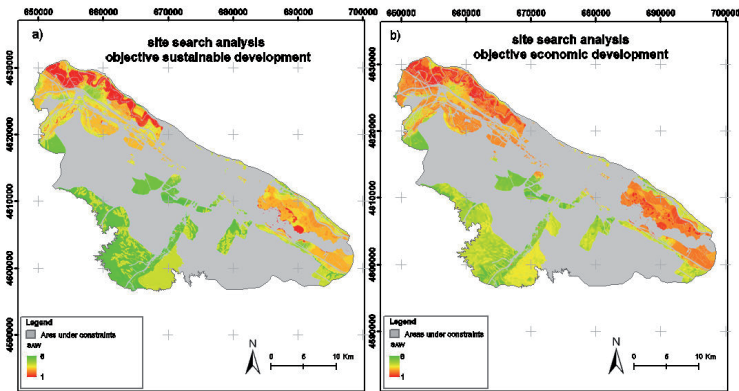 650000 660000 670000 680000 690000 700000
a)
site search analysis
objective sustainable development
4630000
4620000
4610000
4600000
4590000
Legend
Areas under constraints
SAW
6
1
N
0 5 10 Km
650000 660000 670000 680000 690000 700000
b)
site search analysis
objective economic development
4630000
4620000
4610000
4600000
4590000
Legend
Areas under constraints
SAW
6
1
N
0 5 10 Km